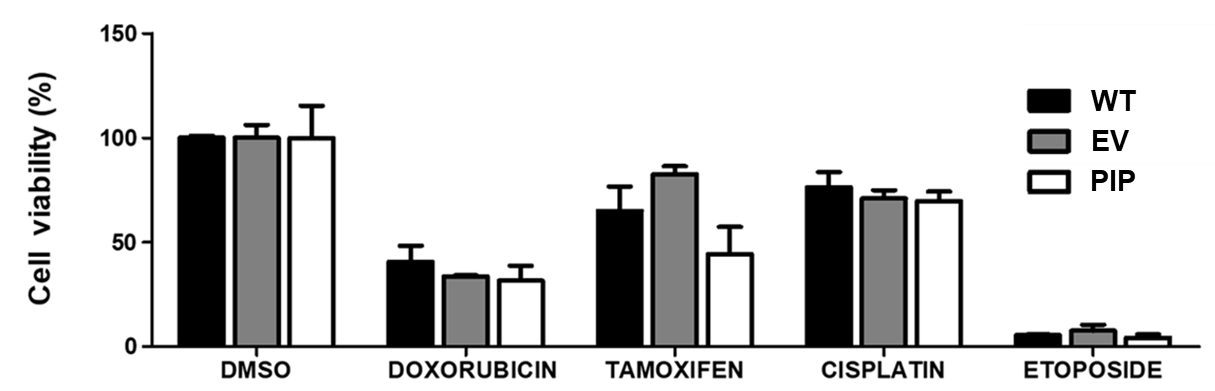 Cell viability (%)
150
100
50
0
WT
EV
PIP
DMSO DOXORUBICIN TAMOXIFEN CISPLATIN ETOPOSIDE